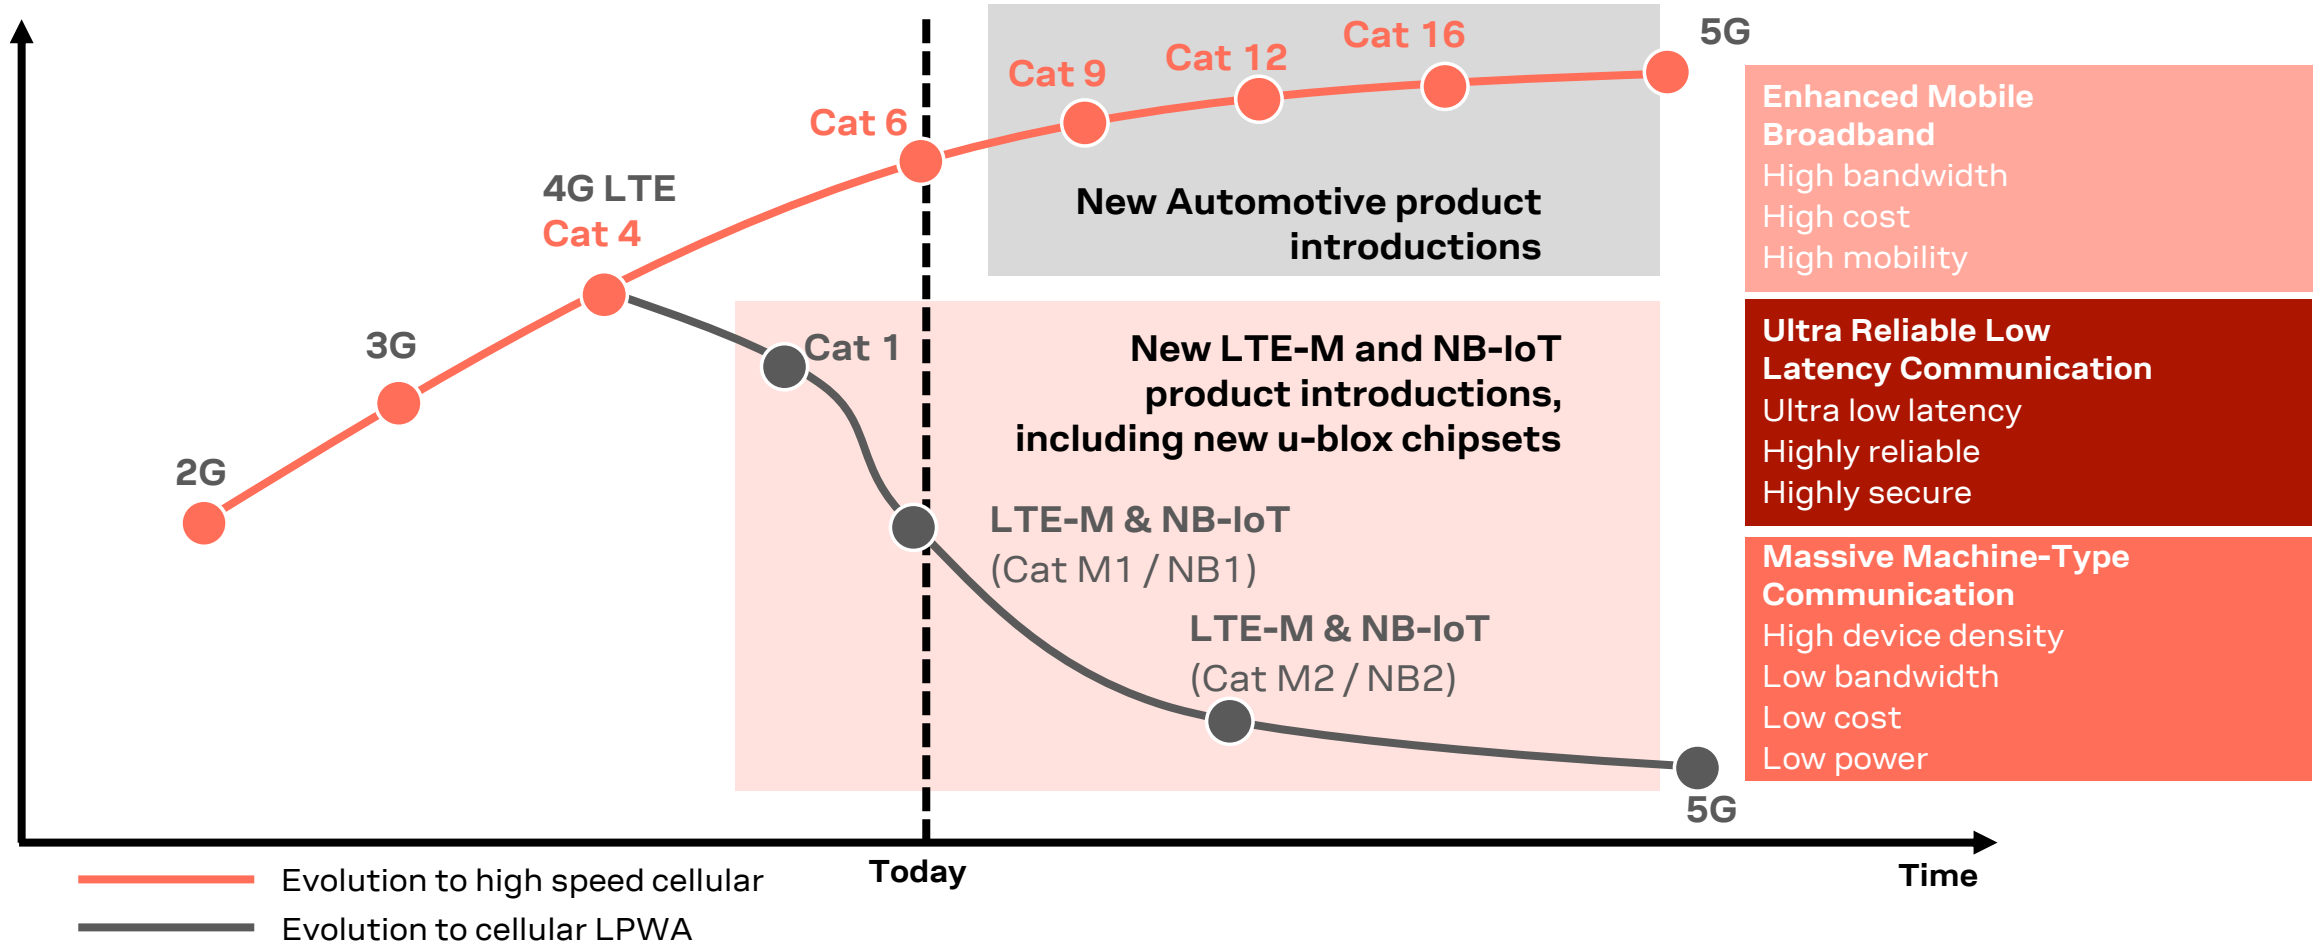 5G
Cat 16
Cat 12
Cat 9
Cat 6
4G LTE
Cat 4
3G
2G
New Automotive product
introductions
Cat 1
New LTE-M and NB-IoT
product introductions,
including new u-blox chipsets
LTE-M & NB-IoT
(Cat M1 / NB1)
LTE-M & NB-IoT
(Cat M2 / NB2)
5G
Enhanced Mobile
Broadband
High bandwidth
High cost
High mobility
Ultra Reliable Low
Latency Communication
Ultra low latency
Highly reliable
Highly secure
Massive Machine-Type
Communication
High device density
Low bandwidth
Low cost
Low power
Today
Time
Evolution to high speed cellular
Evolution to cellular LPWA